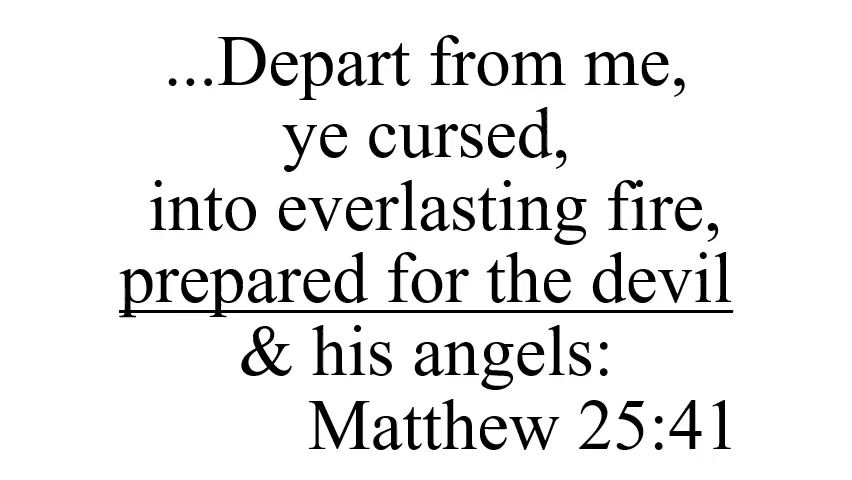 ...Depart from me,
ye cursed,
into everlasting fire,
prepared for the devil
& his angels:
Matthew 25:41